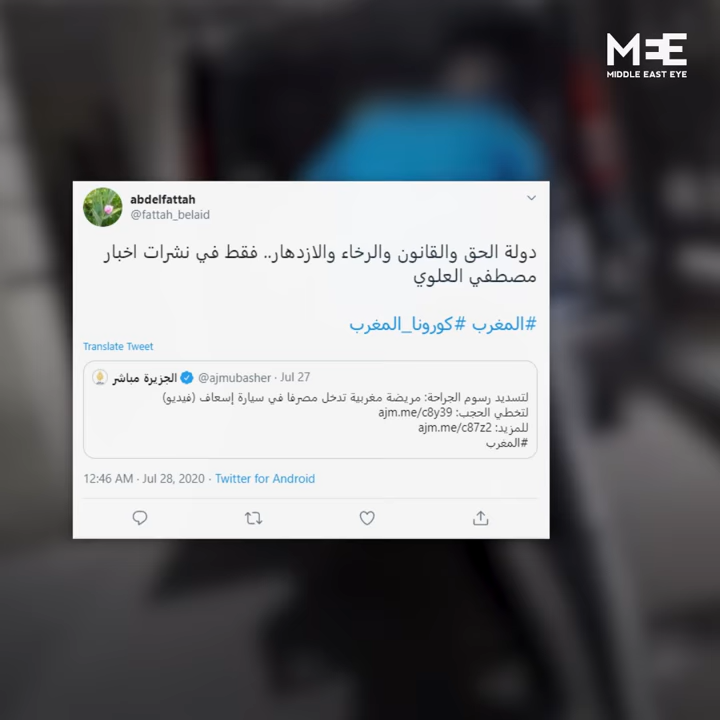 MEE
MIDDLE EAST EYE
abdelfattah
@fattah_belaid
دولة الحق والقانون والرخاء والازدهار.. فقط في نشرات اخبار
مصطفي العلوي
#المغرب #كورونا_المغرب
Translate Tweet
الجزيرة مباشر @ajmubasher · Jul 27
لتسديد رسوم الجراحة: مريضة مغربية تدخل مصرفا في سيارة إسعاف (فيديو)
لتخطي الحجب: ajm.me/c8y39
للمزيد: ajm.me/c87z2
#المغرب
12:46 AM · Jul 28, 2020 · Twitter for Android